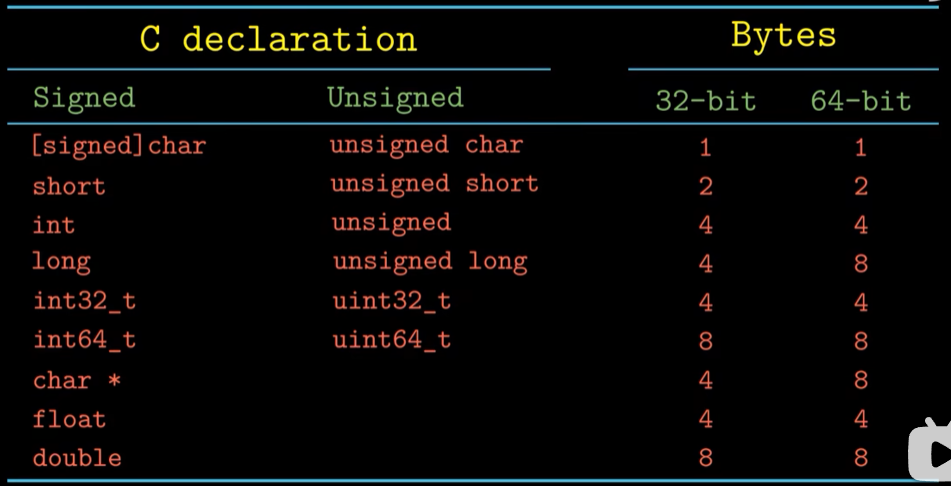 C declaration Bytes
Signed Unsigned 32-bit 64-bit
[signed]char unsigned char 1 1
short unsigned short 2 2
int unsigned 4 4
long unsigned long 4 8
int32_t uint32_t 4 4
int64_t uint64_t 8 8
char * 4 8
float 4 4
double 8 8